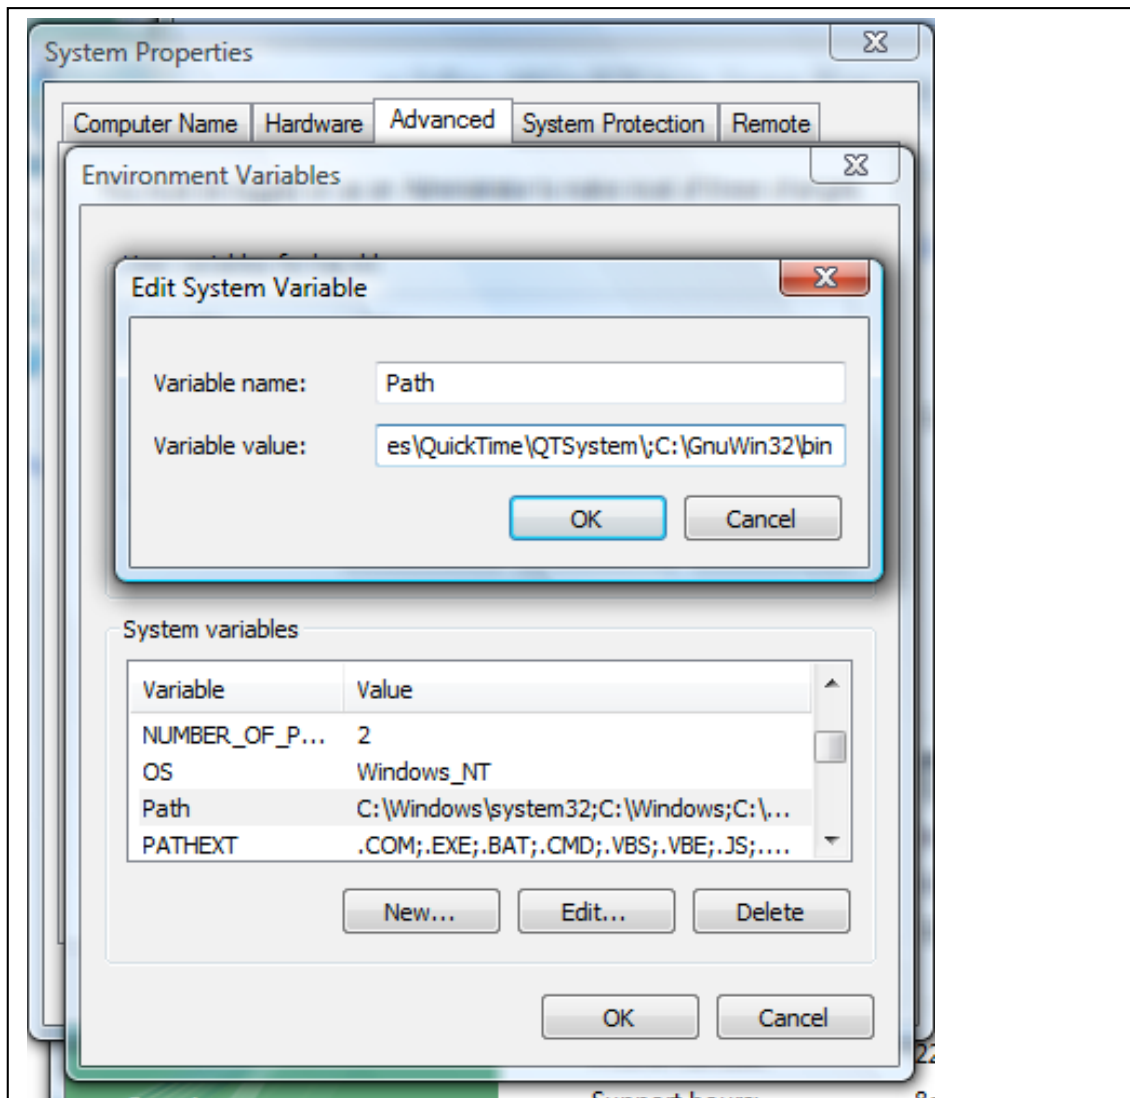 System Properties
Computer Name Hardware Advanced System Protection Remote
Environment Variables
Edit System Variable
Variable name: Path
Variable value: es\QuickTime\QTSystem\;C:\GnuWin32\bin
OK Cancel
System variables
Variable Value
NUMBER_OF_P... 2
OS Windows_NT
Path C:\Windows\system32;C:\Windows;C:\...
PATHEXT .COM;.EXE;.BAT;.CMD;.VBS;.VBE;.JS;....
New... Edit... Delete
OK Cancel